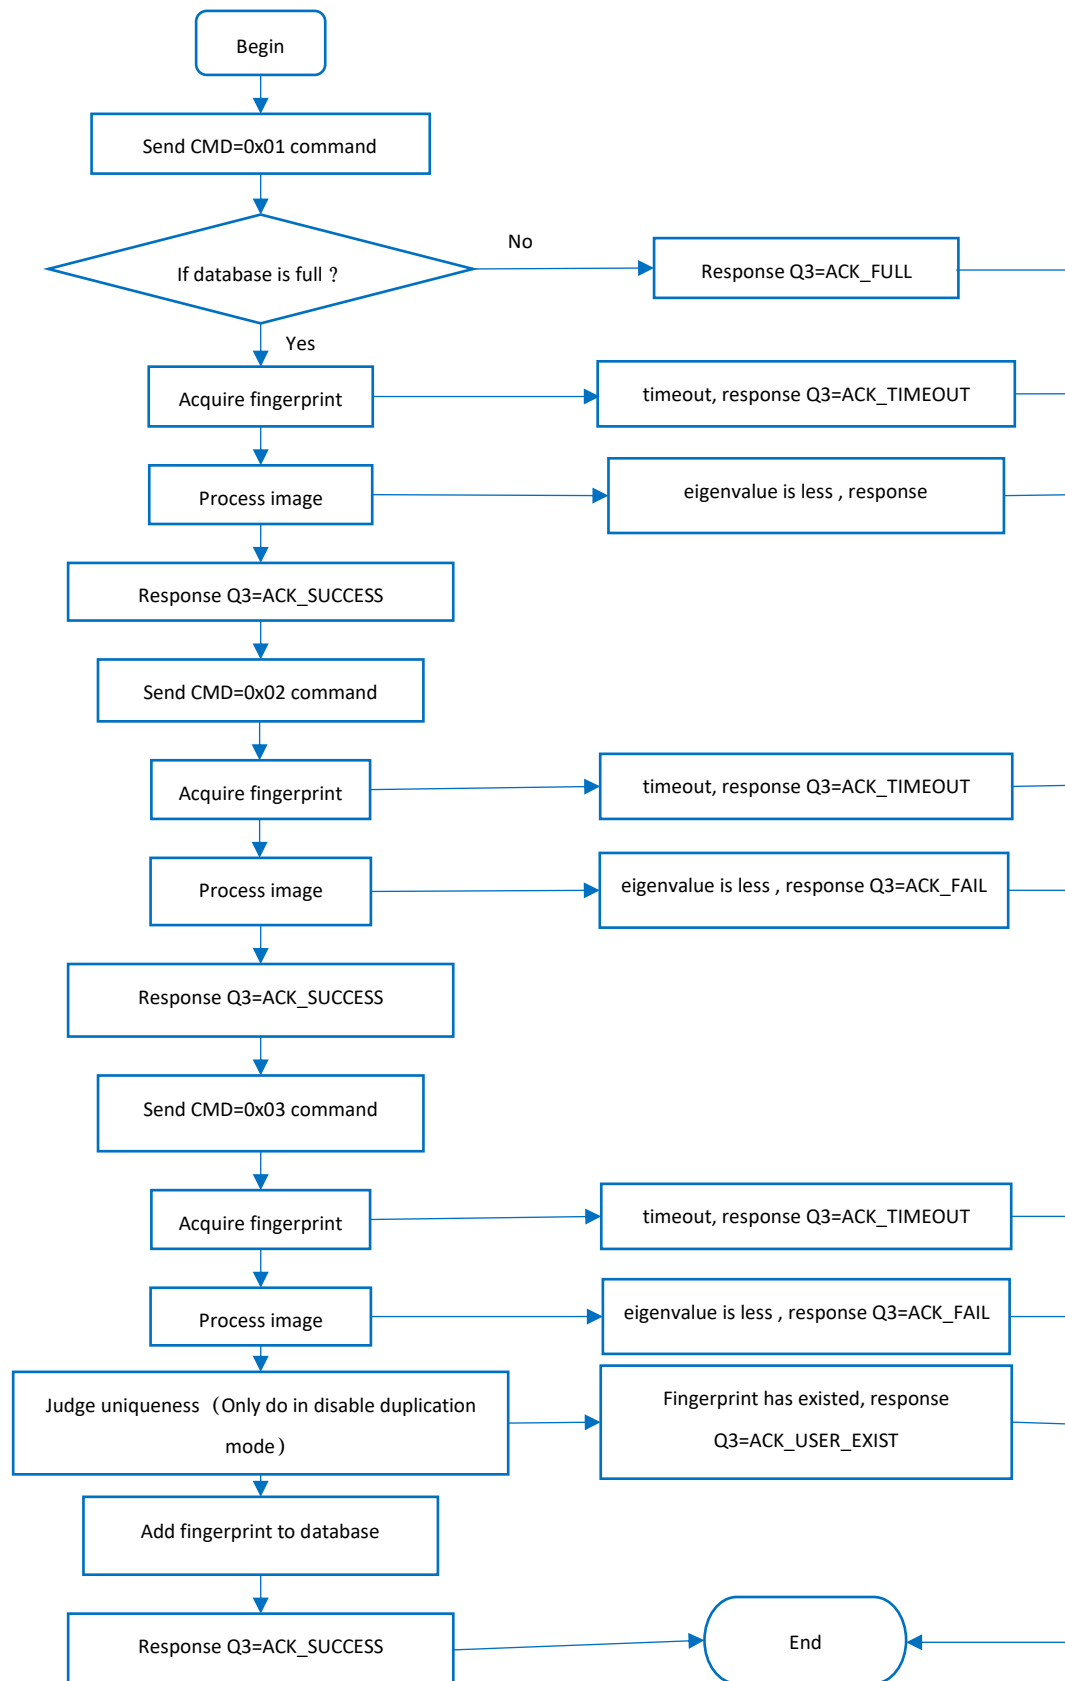 Begin
Send CMD=0x01 command
If database is full ？
No
Response Q3=ACK_FULL
Yes
Acquire fingerprint
timeout, response Q3=ACK_TIMEOUT
Process image
eigenvalue is less , response
Response Q3=ACK_SUCCESS
Send CMD=0x02 command
Acquire fingerprint
timeout, response Q3=ACK_TIMEOUT
Process image
eigenvalue is less , response Q3=ACK_FAIL
Response Q3=ACK_SUCCESS
Send CMD=0x03 command
Acquire fingerprint
timeout, response Q3=ACK_TIMEOUT
Process image
eigenvalue is less , response Q3=ACK_FAIL
Judge uniqueness（Only do in disable duplication
mode）
Fingerprint has existed, response
Q3=ACK_USER_EXIST
Add fingerprint to database
Response Q3=ACK_SUCCESS
End